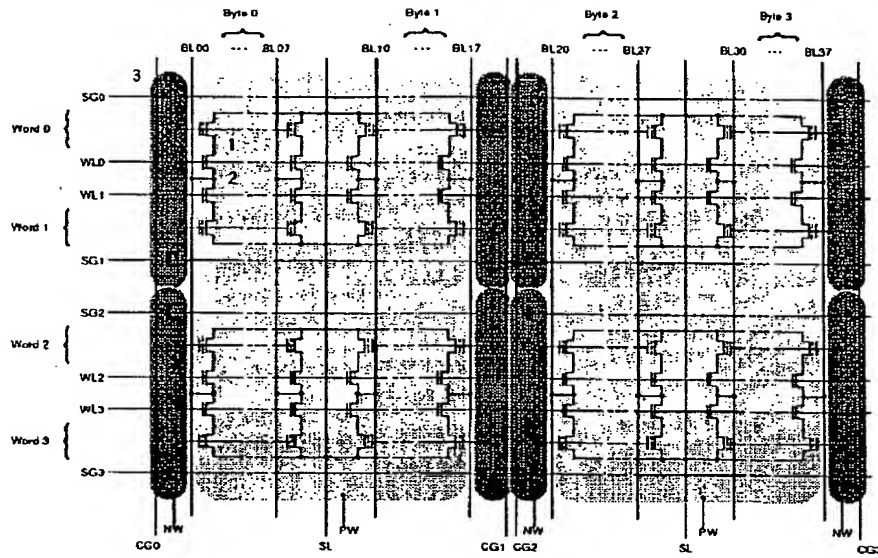 Byte 0 Byte 1 Byte 2 Byte 3
BL00 ... BL07 BL10 ... BL17 BL20 ... BL27 BL30 ... BL37
3
SG0
Word 0
1
WL0
2
WL1
Word 1
SG1
SG2
Word 2
WL2
WL3
Word 3
SG3
NW PW NW PW NW
CG0 SL CG1 CG2 SL CG3